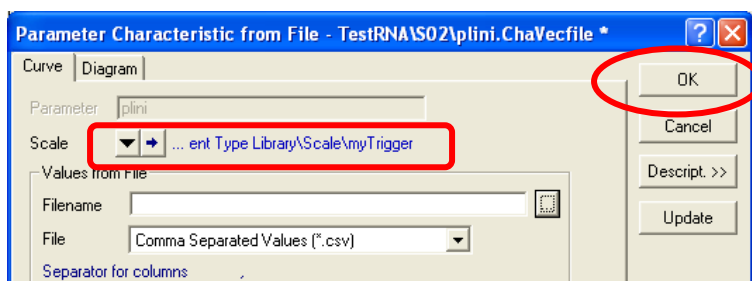 Parameter Characteristic from File - TestRNA\S02\plini.ChaVecfile *
Curve Diagram
OK
Parameter plini
Cancel
Scale ... ent Type Library\Scale\myTrigger
Values from File
Descript. >>
Filename ...
Update
File Comma Separated Values (*.csv)
Separator for columns ,